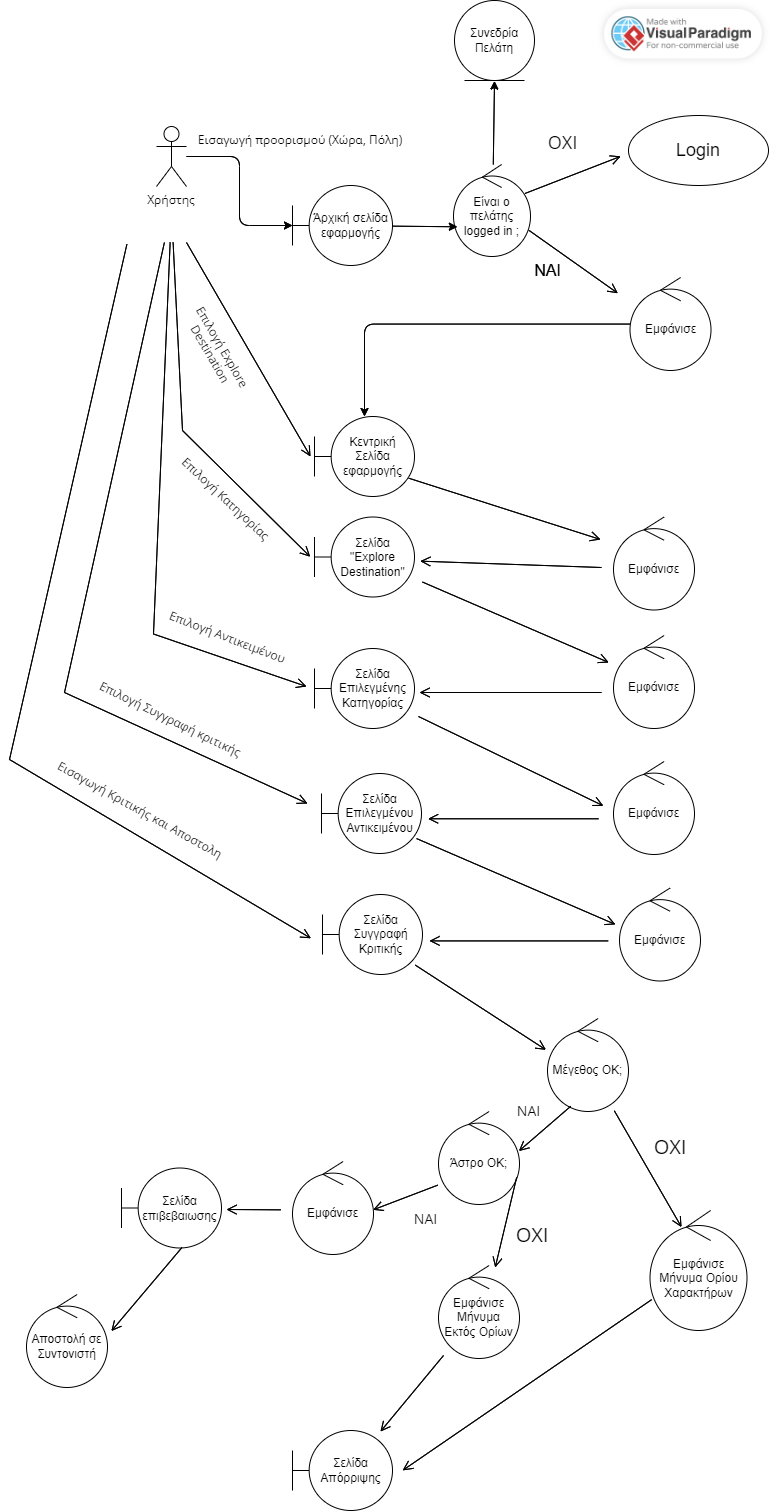 Συνεδρία
Πελάτη
Made with
VisualParadigm
For non-commercial use
Εισαγωγή προορισμού (Χώρα, Πόλη)
ΟΧΙ
Login
Χρήστης
Άρχική σελίδα
εφαρμογής
Είναι ο
πελάτης
logged in ;
ΝΑΙ
Εμφάνισε
Επιλογή Explore
Destination
Κεντρική
Σελίδα
εφαρμογής
Επιλογή Κατηγορίας
Σελίδα
"Explore
Destination"
Εμφάνισε
Επιλογή Αντικειμένου
Σελίδα
Επιλεγμένης
Κατηγορίας
Εμφάνισε
Επιλογή Συγγραφή κριτικής
Σελίδα
Επιλεγμένου
Αντικειμένου
Εμφάνισε
Εισαγωγή Κριτικής και Αποστολη
Σελίδα
Συγγραφή
Κριτικής
Εμφάνισε
Μέγεθος ΟΚ;
ΝΑΙ
ΟΧΙ
Άστρο ΟΚ;
Σελίδα
επιβεβαιωσης
Εμφάνισε
ΝΑΙ
ΟΧΙ
Εμφάνισε
Μήνυμα Ορίου
Χαρακτήρων
Εμφάνισε
Μήνυμα
Εκτός Ορίων
Αποστολή σε
Συντονιστή
Σελίδα
Απόρριψης